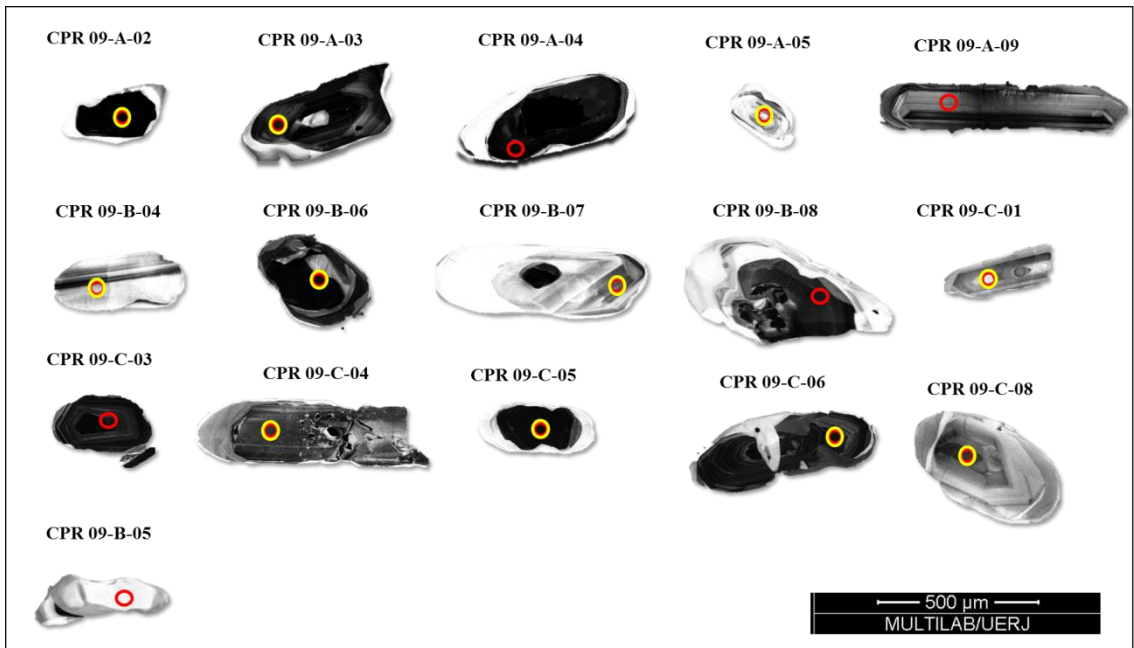 CPR 09-A-02
CPR 09-A-03
CPR 09-A-04
CPR 09-A-05
CPR 09-A-09
CPR 09-B-04
CPR 09-B-06
CPR 09-B-07
CPR 09-B-08
CPR 09-C-01
CPR 09-C-03
CPR 09-C-04
CPR 09-C-05
CPR 09-C-06
CPR 09-C-08
CPR 09-B-05
500 µm
MULTILAB/UERJ